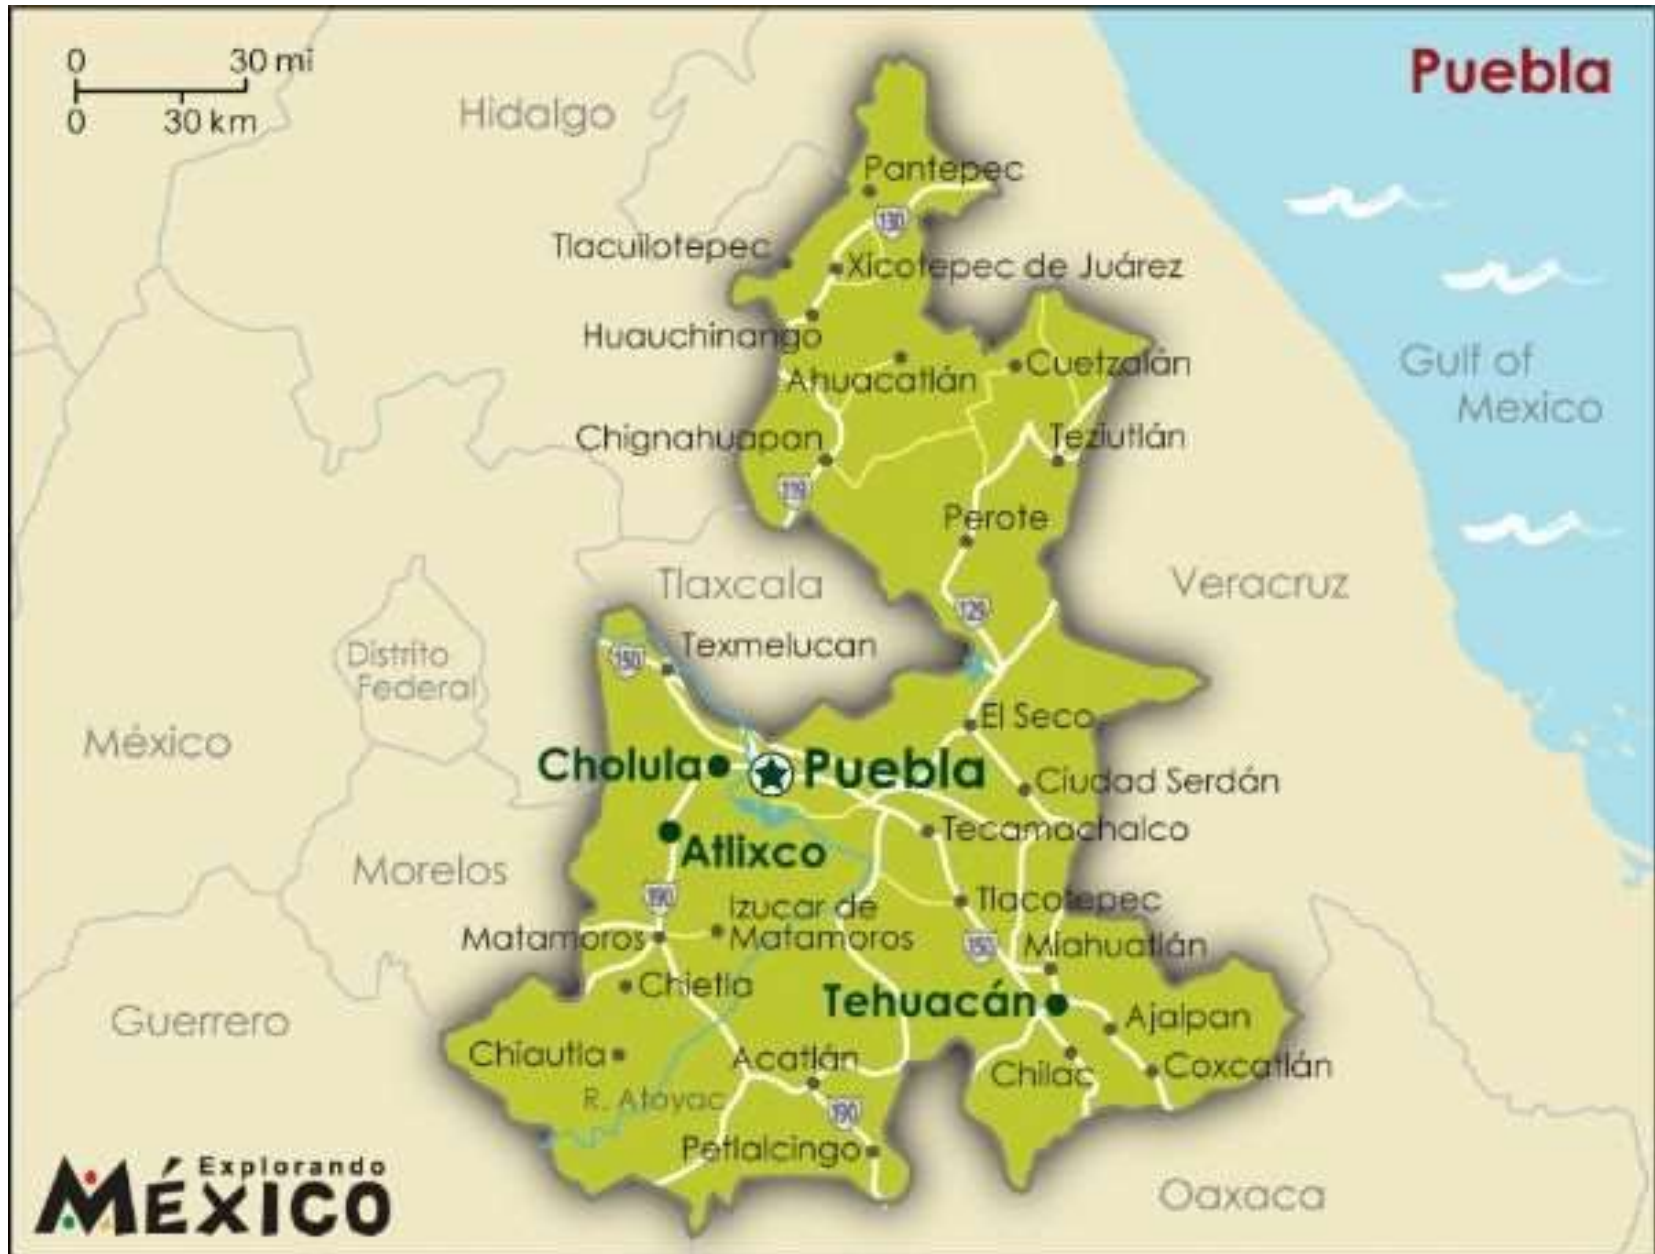 0 30 mi
0 30 km
Puebla
Hidalgo
Pantepec
130
Tlacuilotepec
Xicotepec de Juárez
Huauchinango
Ahuacatlán
Cuetzalán
Gulf of
Mexico
Chignahuapan
Teziutlán
119
Perote
Tlaxcala
Veracruz
129
Texmelucan
150
Distrito
Federal
México
El Seco
Cholula
Puebla
Ciudad Serdán
Tecamachalco
Atlixco
Morelos
190
Izucar de
Matamoros
Tlacotepec
Matamoros
150
Miahuatlán
Chietla
Tehuacán
Ajalpan
Guerrero
Chiautla
Acatlán
Chilac
Coxcatlán
R. Atoyac
190
Petlalcingo
Oaxaca
Explorando
MÉXICO